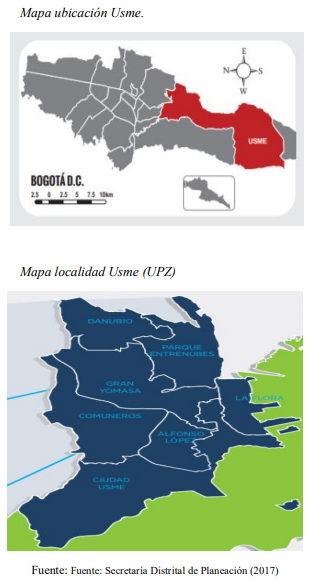 Mapa ubicación Usme.
E
N
S
W
USME
BOGOTÁ D.C.
2.5 0 2.5 5 7.5 10km
Mapa localidad Usme (UPZ)
DANUBIO
PARQUE
ENTRENUBES
GRAN
YOMASA
LA FLORA
COMUNEROS
ALFONSO
LÓPEZ
CIUDAD
USME
Fuente: Fuente: Secretaría Distrital de Planeación (2017)